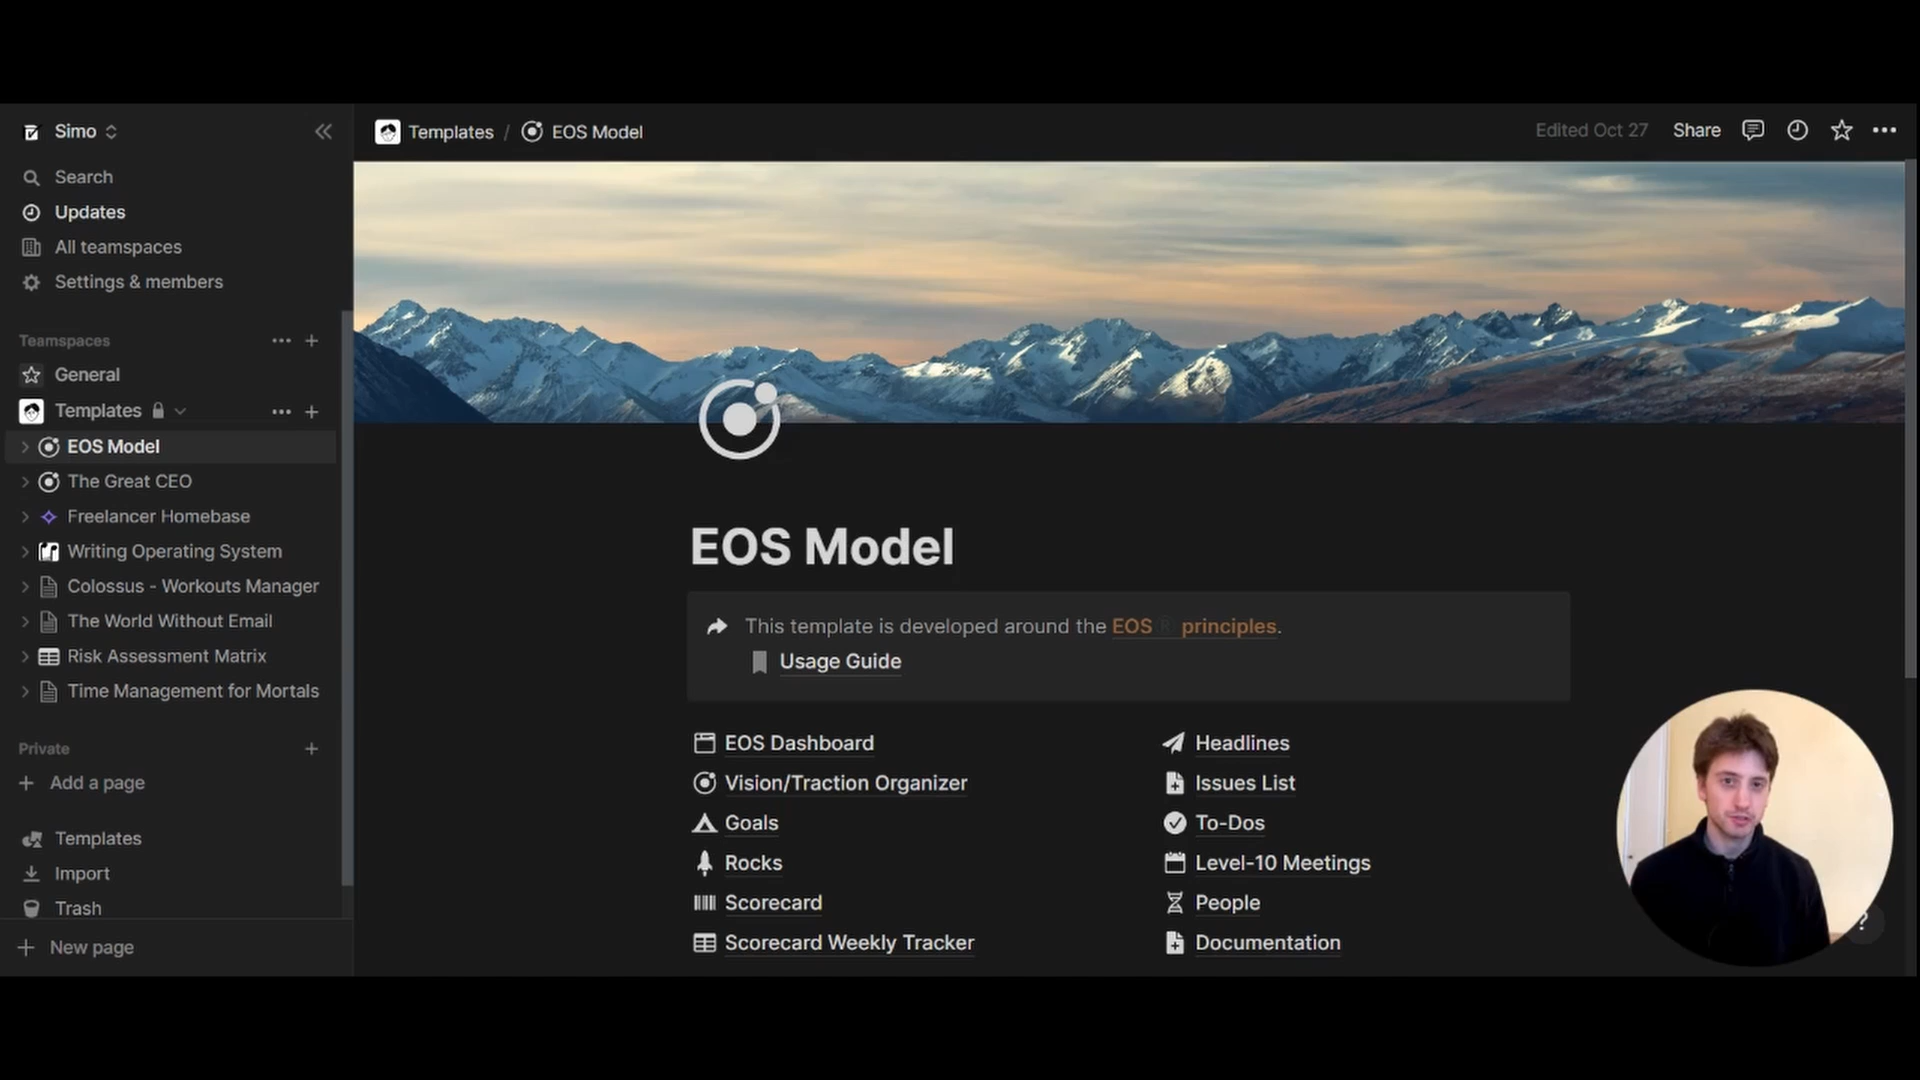 Simo
Search
Updates
All teamspaces
Settings & members
Teamspaces
General
Templates
EOS Model
The Great CEO
Freelancer Homebase
Writing Operating System
Colossus - Workouts Manager
The World Without Email
Risk Assessment Matrix
Time Management for Mortals
Private
Add a page
Templates
Import
Trash
New page
Templates / EOS Model
Edited Oct 27
Share
EOS Model
This template is developed around the EOS® principles.
Usage Guide
EOS Dashboard
Vision/Traction Organizer
Goals
Rocks
Scorecard
Scorecard Weekly Tracker
Headlines
Issues List
To-Dos
Level-10 Meetings
People
Documentation
?